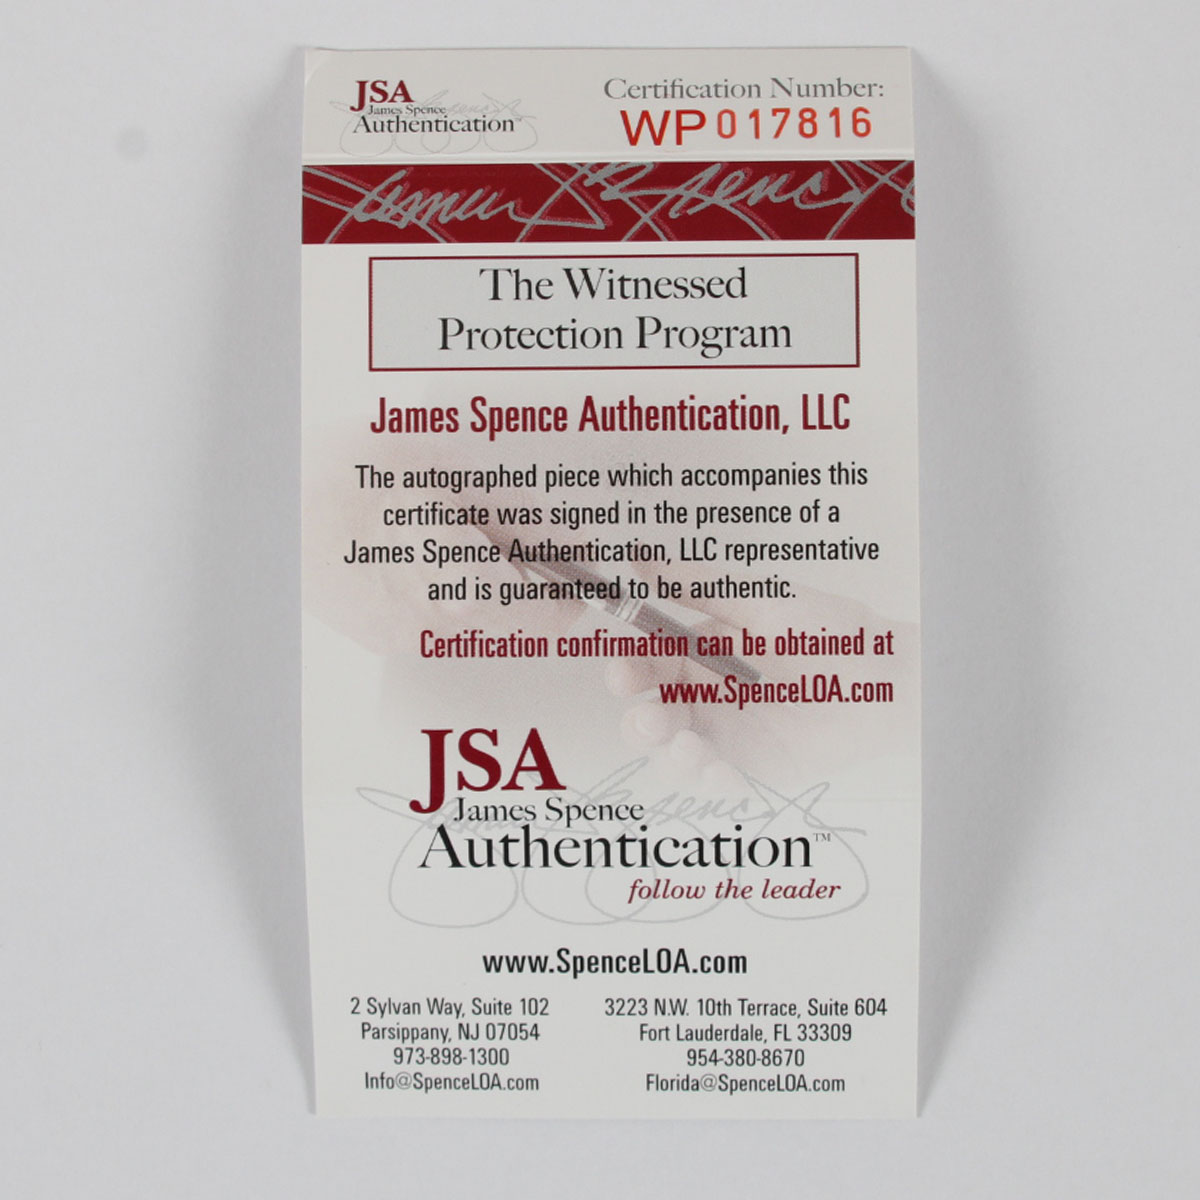 JSA
James Spence
Authentication™
Certification Number:
WP017816
James Spence
The Witnessed
Protection Program
James Spence Authentication, LLC
The autographed piece which accompanies this
certificate was signed in the presence of a
James Spence Authentication, LLC representative
and is guaranteed to be authentic.
Certification confirmation can be obtained at
www.SpenceLOA.com
JSA
James Spence
Authentication™
follow the leader
www.SpenceLOA.com
2 Sylvan Way, Suite 102
Parsippany, NJ 07054
973-898-1300
Info@SpenceLOA.com
3223 N.W. 10th Terrace, Suite 604
Fort Lauderdale, FL 33309
954-380-8670
Florida@SpenceLOA.com